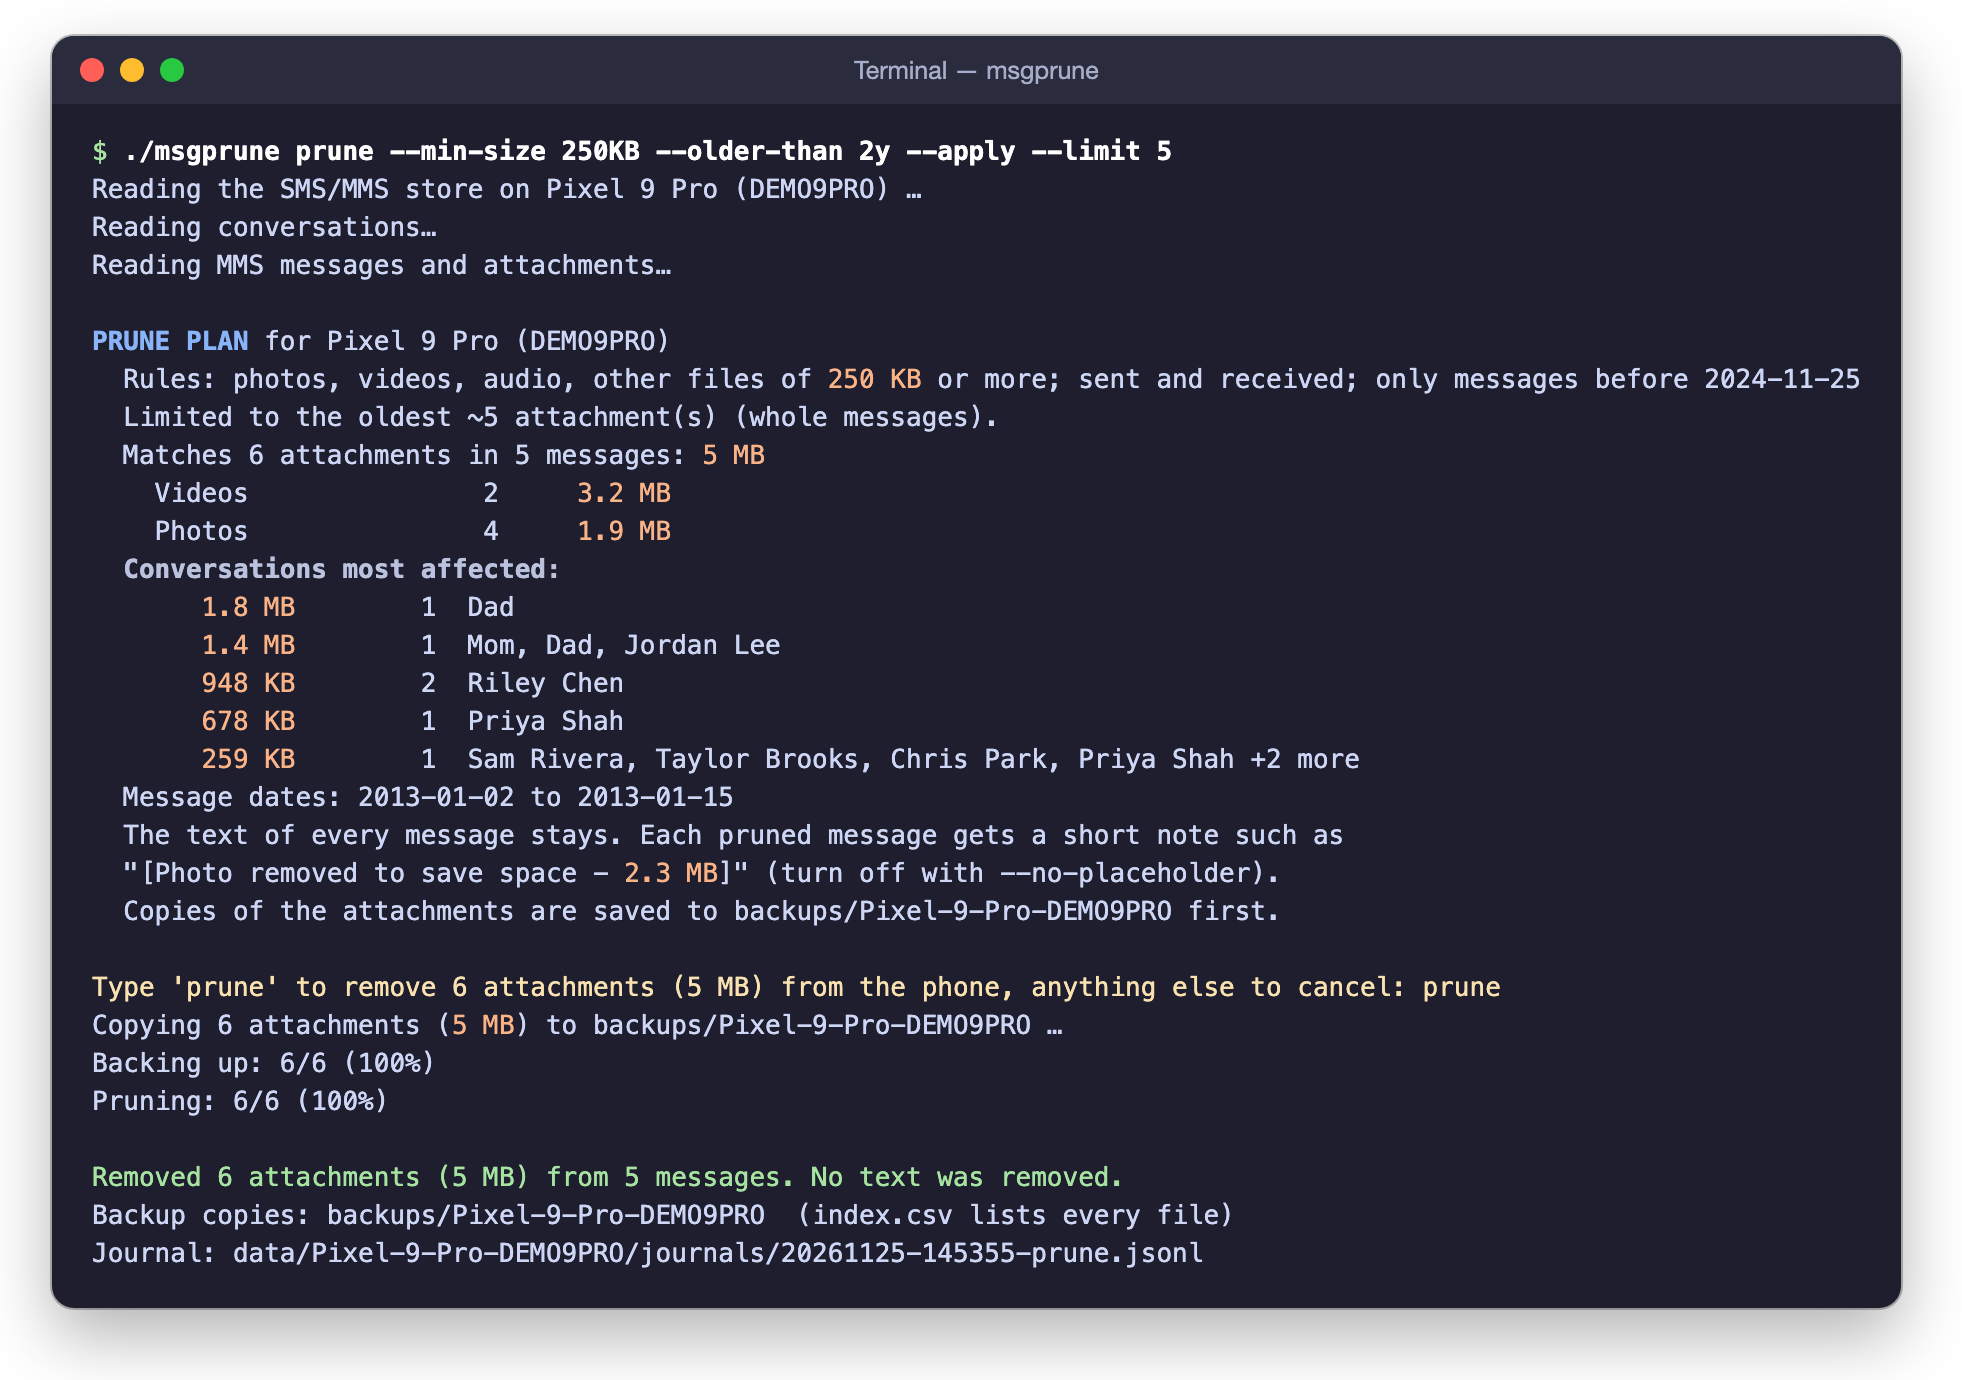 Terminal — msgprune
$ ./msgprune prune --min-size 250KB --older-than 2y --apply --limit 5
Reading the SMS/MMS store on Pixel 9 Pro (DEMO9PRO) …
Reading conversations…
Reading MMS messages and attachments…
PRUNE PLAN for Pixel 9 Pro (DEMO9PRO)
Rules: photos, videos, audio, other files of 250 KB or more; sent and received; only messages before 2024-11-25
Limited to the oldest ~5 attachment(s) (whole messages).
Matches 6 attachments in 5 messages: 5 MB
Videos 2 3.2 MB
Photos 4 1.9 MB
Conversations most affected:
1.8 MB 1 Dad
1.4 MB 1 Mom, Dad, Jordan Lee
948 KB 2 Riley Chen
678 KB 1 Priya Shah
259 KB 1 Sam Rivera, Taylor Brooks, Chris Park, Priya Shah +2 more
Message dates: 2013-01-02 to 2013-01-15
The text of every message stays. Each pruned message gets a short note such as
"[Photo removed to save space - 2.3 MB]" (turn off with --no-placeholder).
Copies of the attachments are saved to backups/Pixel-9-Pro-DEMO9PRO first.
Type 'prune' to remove 6 attachments (5 MB) from the phone, anything else to cancel: prune
Copying 6 attachments (5 MB) to backups/Pixel-9-Pro-DEMO9PRO …
Backing up: 6/6 (100%)
Pruning: 6/6 (100%)
Removed 6 attachments (5 MB) from 5 messages. No text was removed.
Backup copies: backups/Pixel-9-Pro-DEMO9PRO (index.csv lists every file)
Journal: data/Pixel-9-Pro-DEMO9PRO/journals/20261125-145355-prune.jsonl